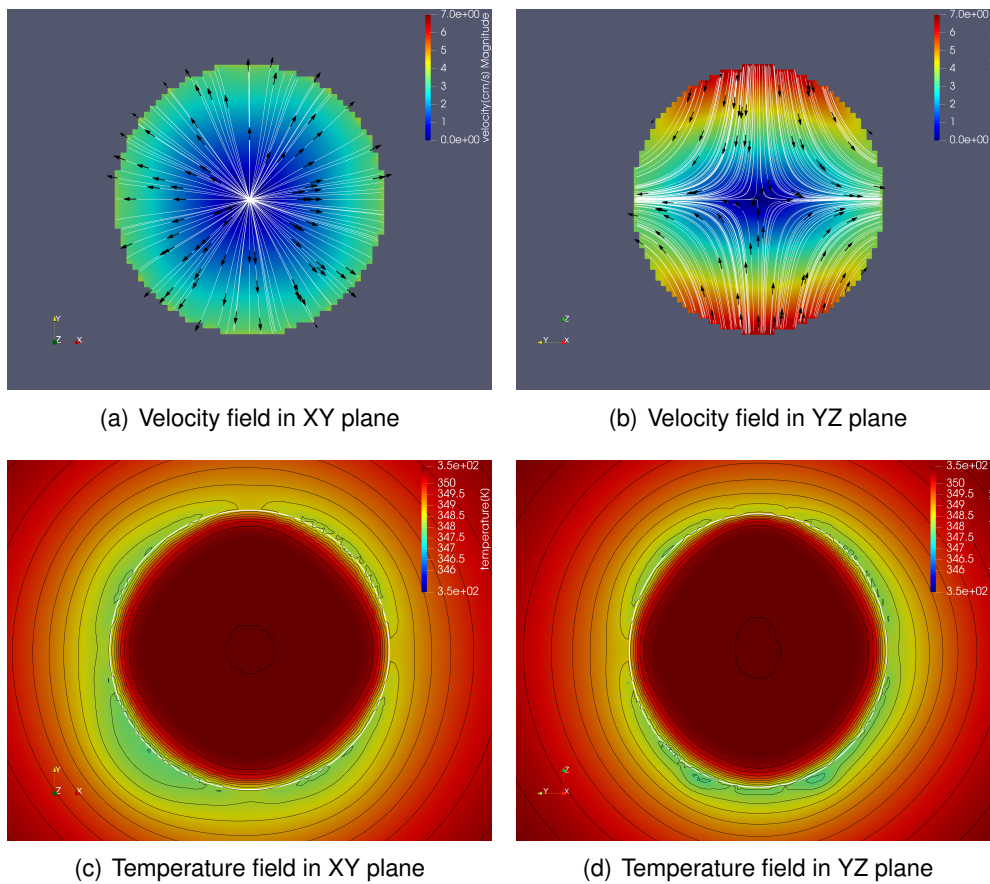 7.0e+00
6
5
4
3
2
1
0.0e+00
velocity(cm/s) Magnitude
Y
Z
X
(a) Velocity field in XY plane
7.0e+00
6
5
4
3
2
1
0.0e+00
velocity(cm/s) Magnitude
Z
Y
X
(b) Velocity field in YZ plane
3.5e+02
350
349.5
349
348.5
348
347.5
347
346.5
346
3.5e+02
temperature(K)
Y
Z
X
(c) Temperature field in XY plane
3.5e+02
350
349.5
349
348.5
348
347.5
347
346.5
346
3.5e+02
Z
Y
X
(d) Temperature field in YZ plane